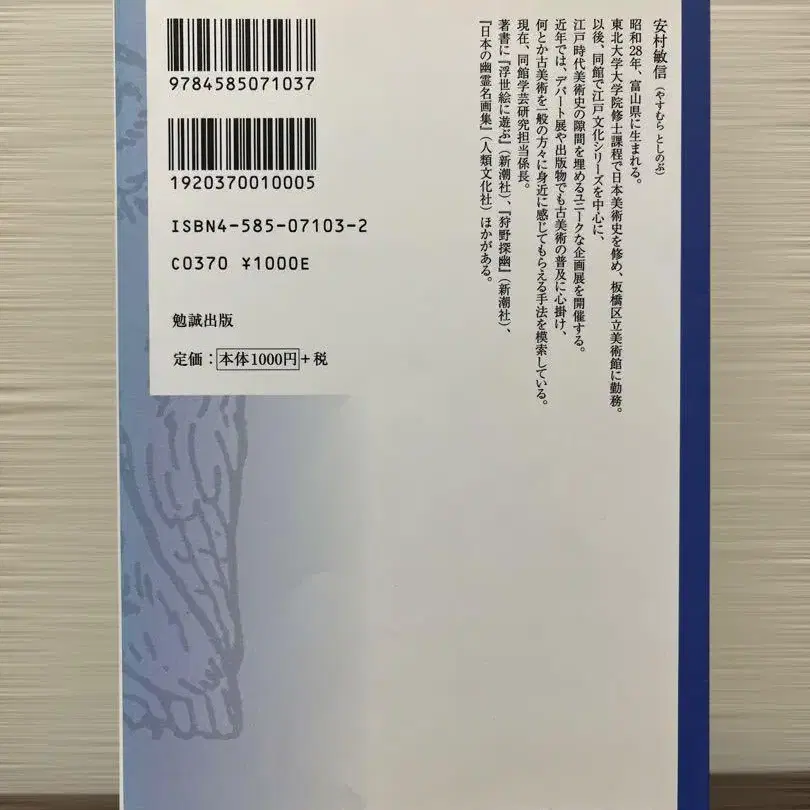 安村敏信(やすむら としのぶ)
昭和28年、富山県に生まれる。
東北大学大学院修士課程で日本美術史を修め、板橋区立美術館に勤務。
以後、同館で江戸文化シリーズを中心に、
江戸時代美術史の隙間を埋めるユニークな企画展を開催する。
近年では、デパート展や出版物でも古美術の普及に心掛け、
何とか古美術を一般の方々に身近に感じてもらえる手法を模索している。
現在、同館学芸研究担当係長。
著書に『浮世絵に遊ぶ』(新潮社)、『狩野探幽』(新潮社)、
『日本の幽霊名画集』(人類文化社)ほかがある。
9784585071037
1920370010005
ISBN4-585-07103-2
C0370 ¥1000E
勉誠出版
定価:本体1000円+税